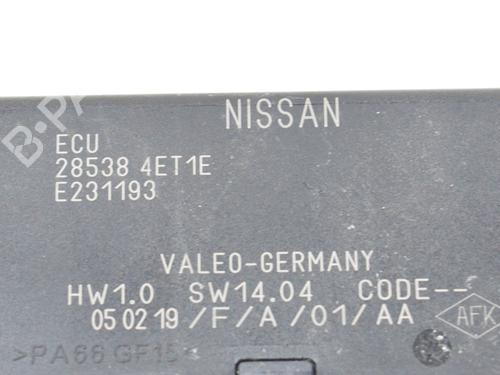 NISSAN
ECU
28538 4ET1E
E231193
VALEO-GERMANY
HW1.0 SW14.04 CODE--
05 02 19 /F/A/01/AA AFK
>PA66 GF15